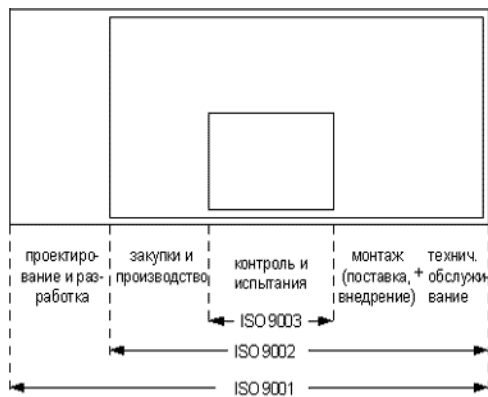 проектиро-
вание и раз-
работка
закупки и
производство
контроль и
испытания
монтаж
(поставка,
внедрение)
+
технич.
обслужи-
вание
ISO 9003
ISO 9002
ISO 9001